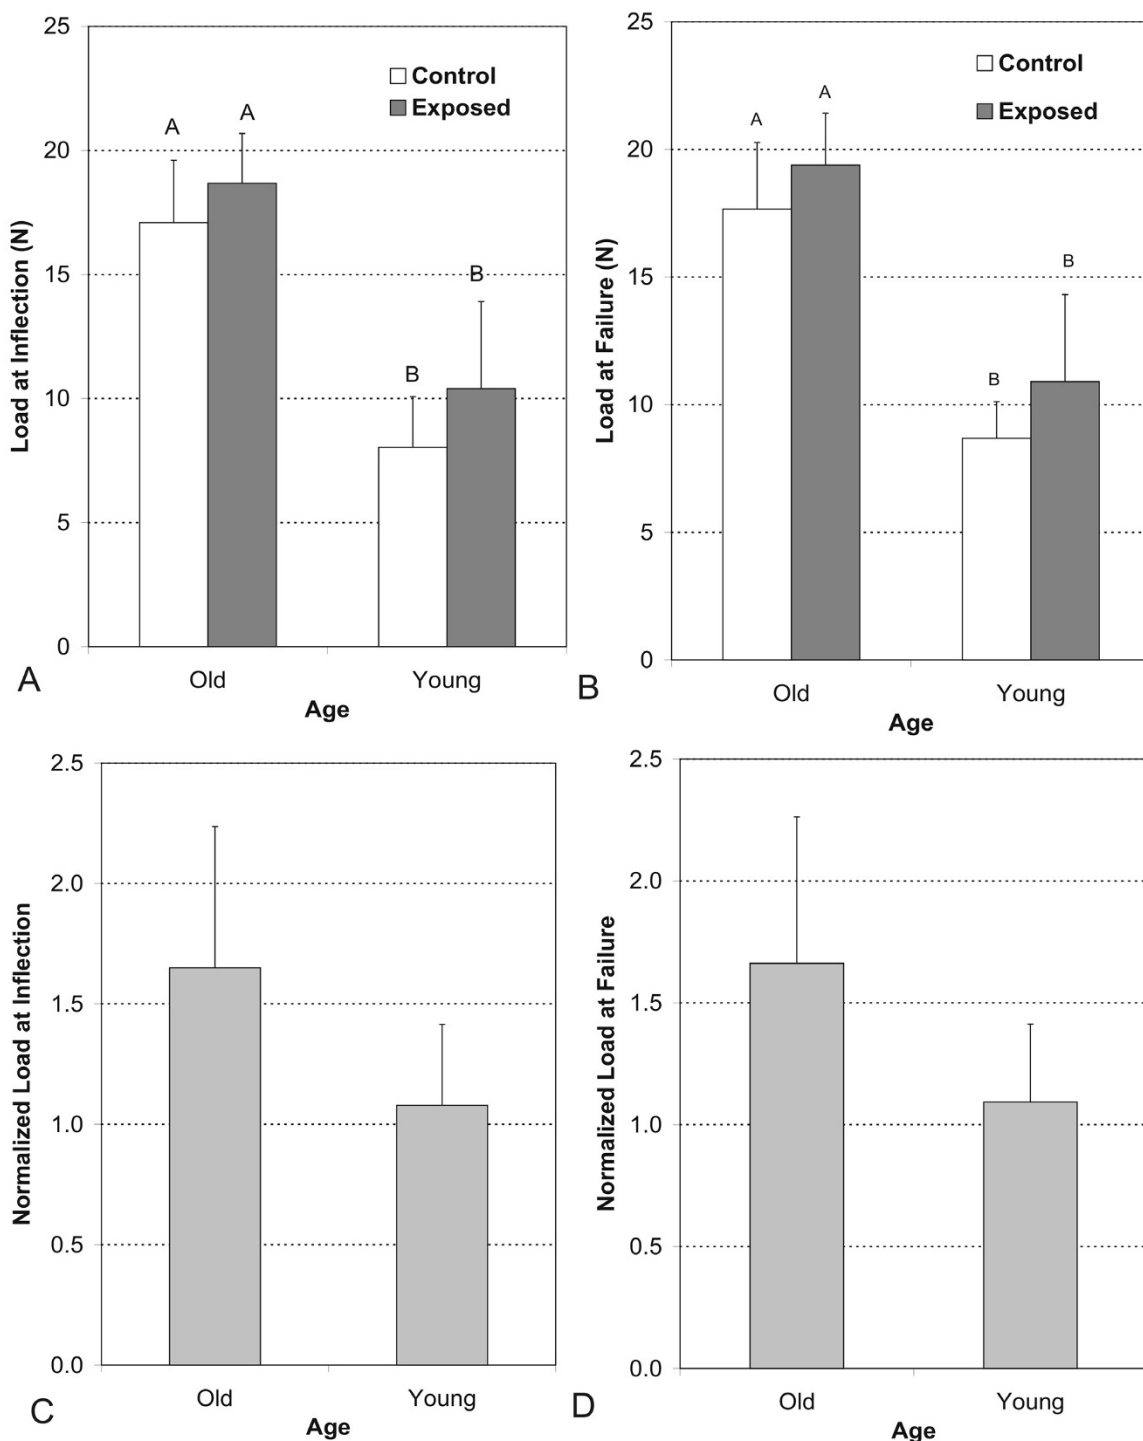 25
20
15
10
5
0
Load at Inflection (N)
Control
Exposed
A
A
B
B
Old
Young
Age
A
25
20
15
10
5
0
Load at Failure (N)
Control
Exposed
A
A
B
B
Old
Young
Age
B
2.5
2.0
1.5
1.0
0.5
0.0
Normalized Load at Inflection
Old
Young
Age
C
2.5
2.0
1.5
1.0
0.5
0.0
Normalized Load at Failure
Old
Young
Age
D